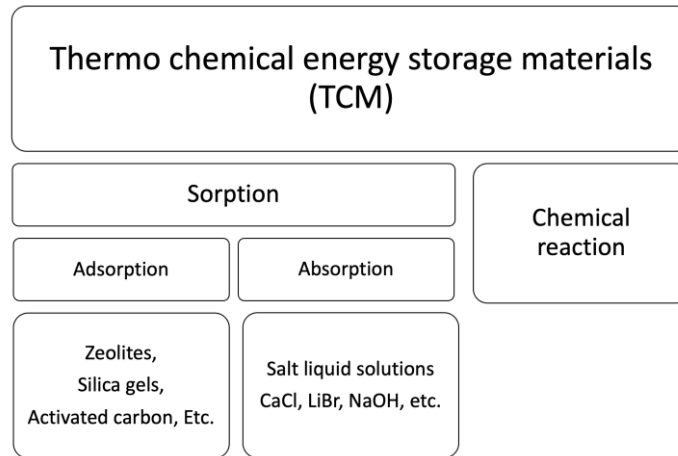 Thermo chemical energy storage materials
(TCM)
Sorption
Chemical
reaction
Adsorption
Absorption
Zeolites,
Silica gels,
Activated carbon, Etc.
Salt liquid solutions
CaCl, LiBr, NaOH, etc.